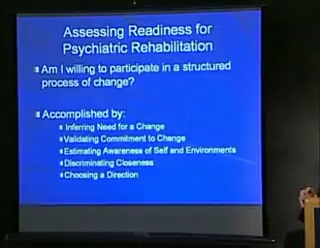 Assessing Readiness for
Psychiatric Rehabilitation
Am I willing to participate in a structured
process of change?
Accomplished by:
Inferring Need for a Change
Validating Commitment to Change
Estimating Awareness of Self and Environments
Discriminating Closeness
Choosing a Direction